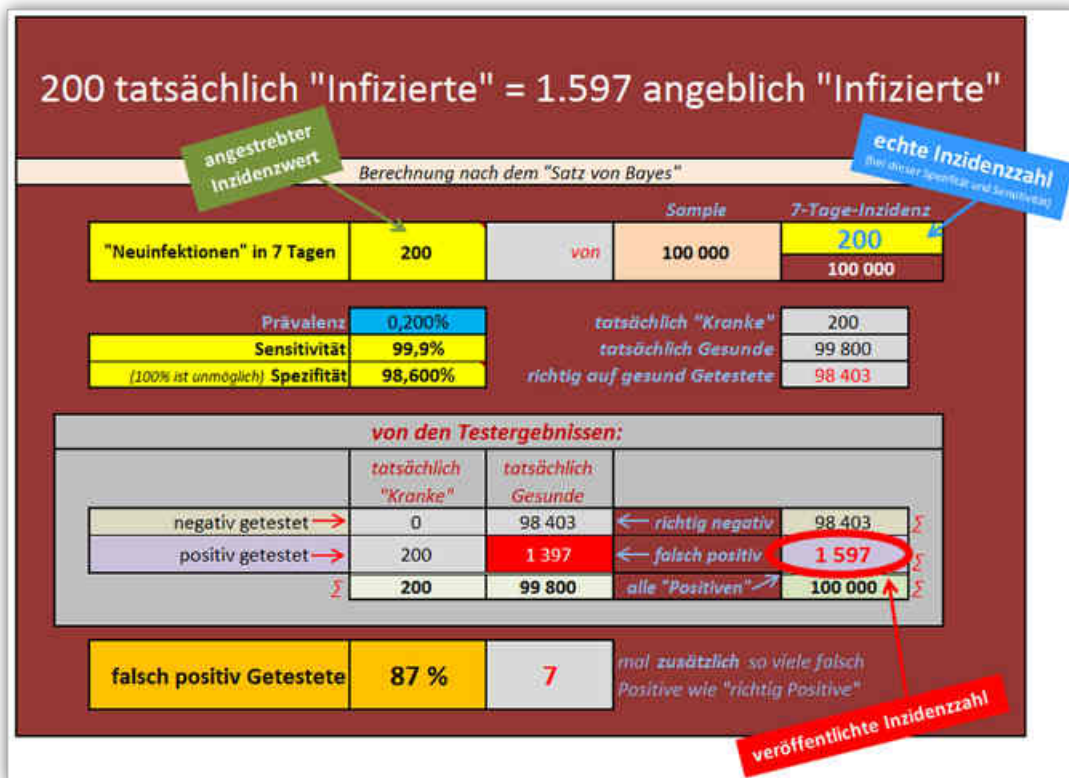 200 tatsächlich "Infizierte" = 1.597 angeblich "Infizierte"
angestrebter
Inzidenzwert
echte Inzidenzzahl
(bei dieser Spezifität und Sensitivität)
Berechnung nach dem "Satz von Bayes"
Sample
7-Tage-Inzidenz
"Neuinfektionen" in 7 Tagen
200
von
100 000
200
100 000
Prävalenz
0,200%
tatsächlich "Kranke"
200
Sensitivität
99,9%
tatsächlich Gesunde
99 800
(100% ist unmöglich) Spezifität
98,600%
richtig auf gesund Getestete
98 403
von den Testergebnissen:
tatsächlich
"Kranke"
tatsächlich
Gesunde
negativ getestet
0
98 403
richtig negativ
98 403
Σ
positiv getestet
200
1 397
falsch positiv
1 597
Σ
Σ
200
99 800
alle "Positiven"
100 000
Σ
falsch positiv Getestete
87 %
7
mal zusätzlich so viele falsch
Positive wie "richtig Positive"
veröffentlichte Inzidenzzahl